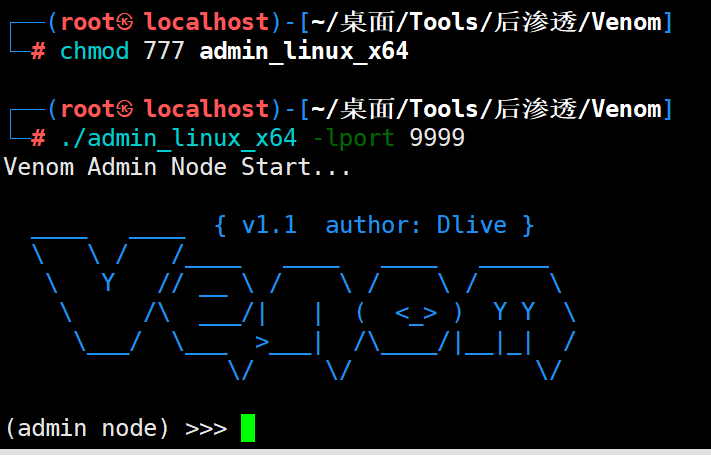 ┌──(root㉿localhost)-[~/桌面/Tools/后渗透/Venom]
└─# chmod 777 admin_linux_x64
┌──(root㉿localhost)-[~/桌面/Tools/后渗透/Venom]
└─# ./admin_linux_x64 -lport 9999
Venom Admin Node Start...
{ v1.1  author: Dlive }
Venom
(admin node) >>>